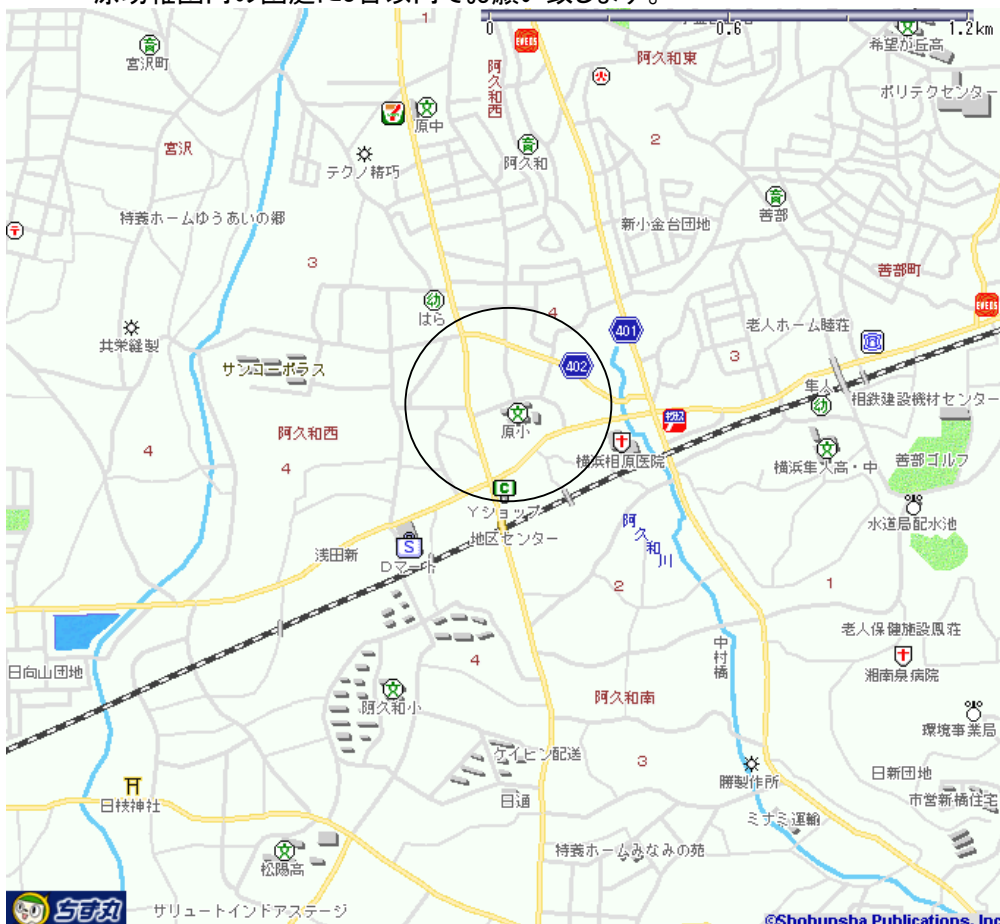 1
0 0.6 1.2km
希望が丘高
宮沢町
阿久和西
阿久和東
ポリテクセンター
原中
2
宮沢
テクノ精巧
阿久和
善部
特養ホームゆうあいの郷
新小金台団地
3
善部町
はら
4
401
老人ホーム睦荘
共栄縫製
サンコーポラス
402
3
隼人
相鉄建設機材センター
原小
阿久和西
4
4
横浜相原医院
横浜隼人高・中
善部ゴルフ
C
Yショップ
地区センター
阿久和川
水道局配水池
浅田新
S
Dマート
2
1
老人保健施設鳳荘
日向山団地
4
中村橋
湘南泉病院
阿久和小
阿久和南
環境事業局
ケイヒン配送
3
日新団地
勝製作所
日枝神社
日通
市営新橋住宅
ミナミ運輸
特養ホームみなみの苑
松陽高
ちず丸
サリュートインドアステージ
©Shobunsha Publications, Inc